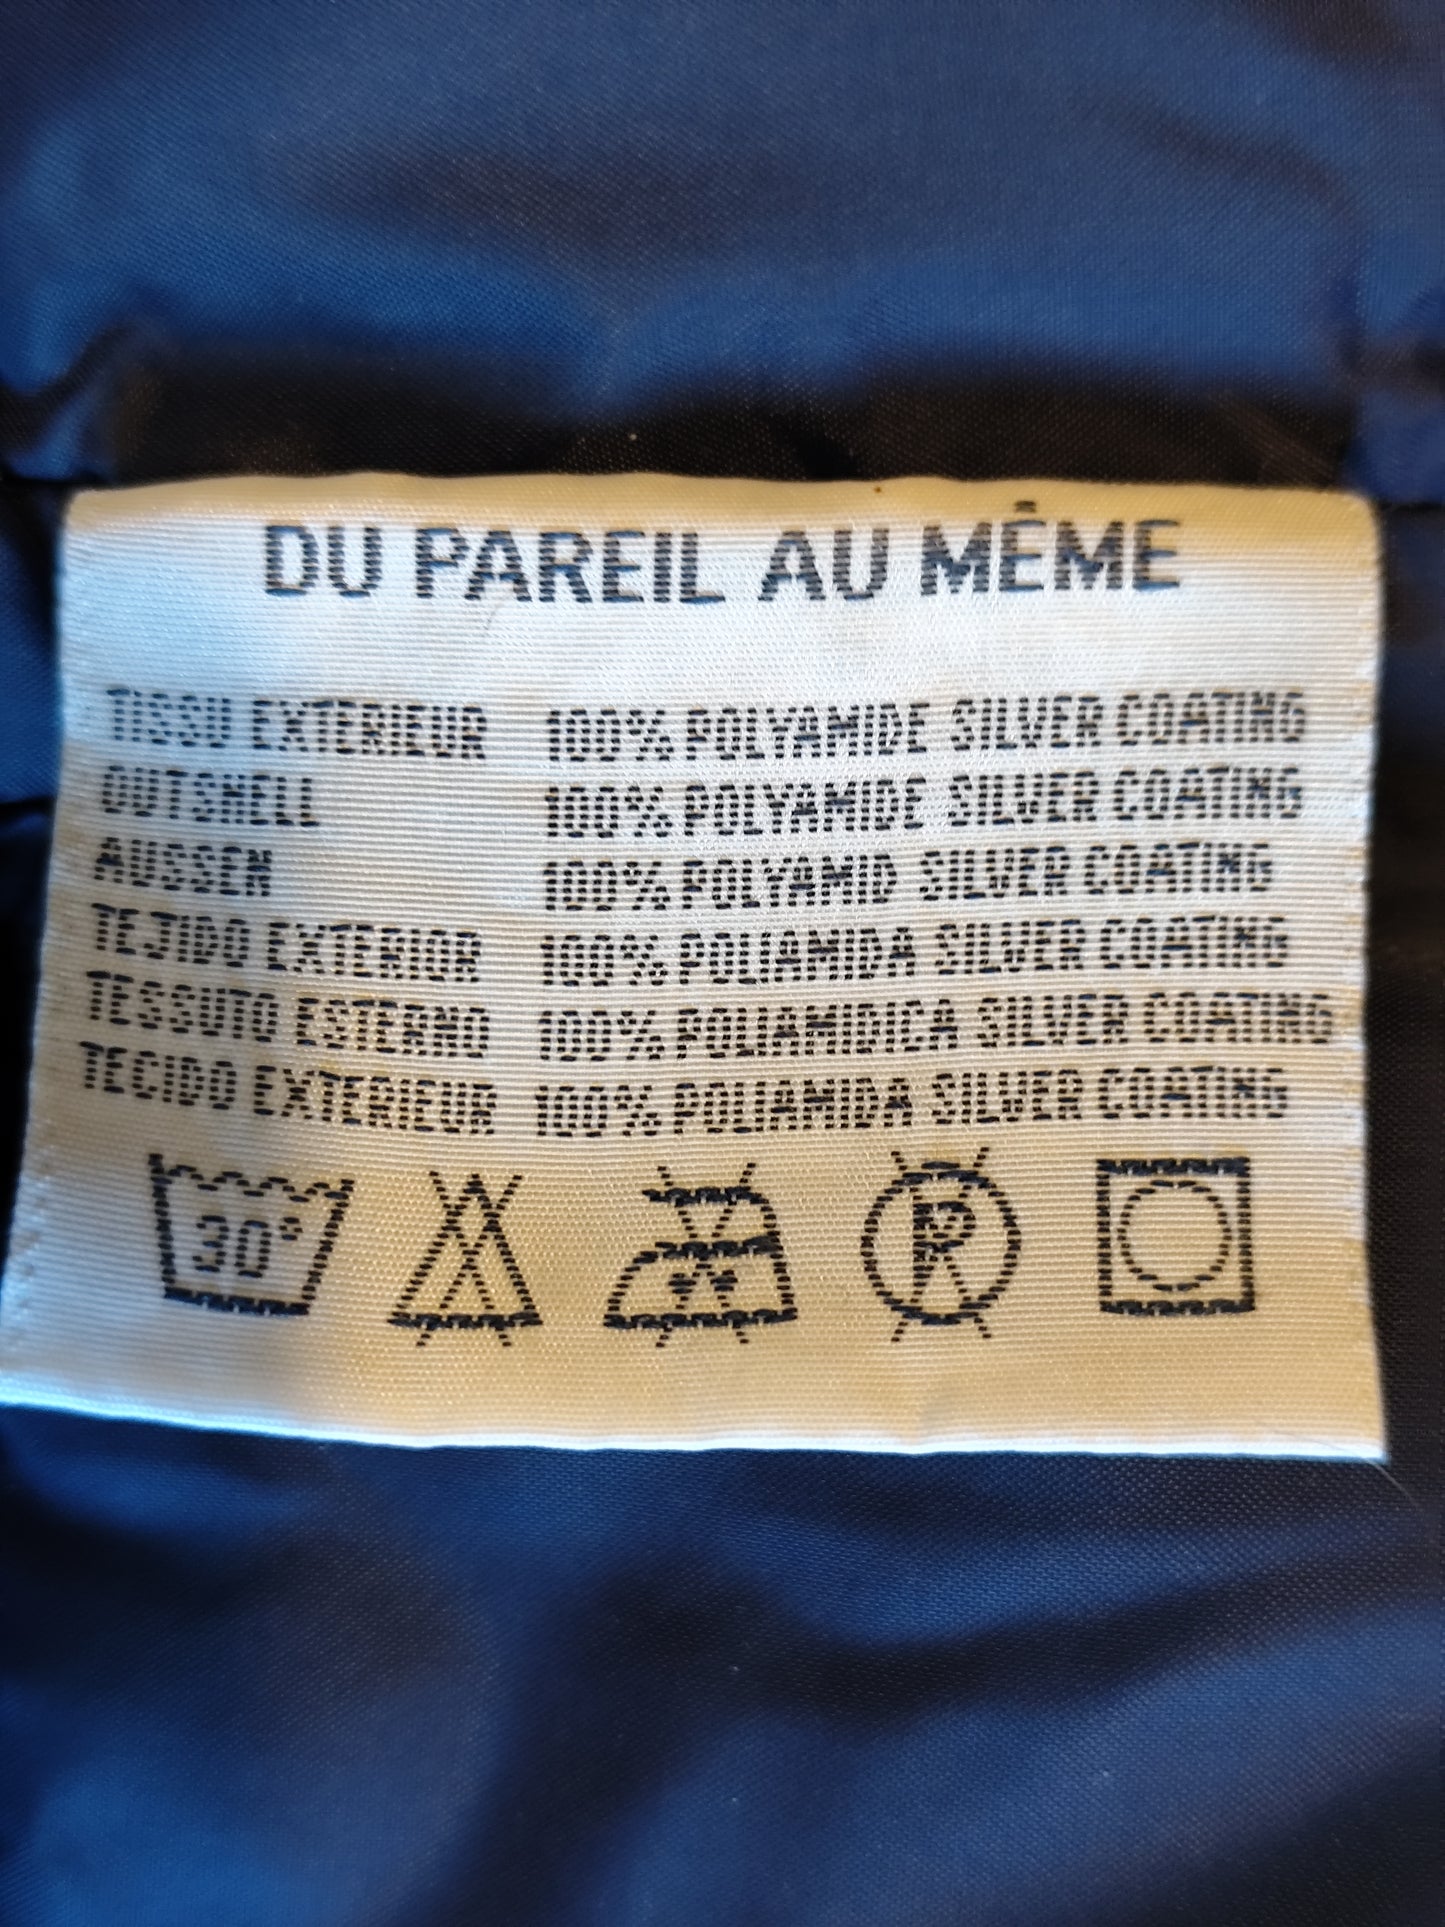 DU PAREIL AU MÊME
TISSU EXTERIEUR 100% POLYAMIDE SILVER COATING
OUTSHELL 100% POLYAMIDE SILVER COATING
AUSSEN 100% POLYAMID SILVER COATING
TEJIDO EXTERIOR 100% POLIAMIDA SILVER COATING
TESSUTO ESTERNO 100% POLIAMIDICA SILVER COATING
TECIDO EXTERIEUR 100% POLIAMIDA SILVER COATING
30° P